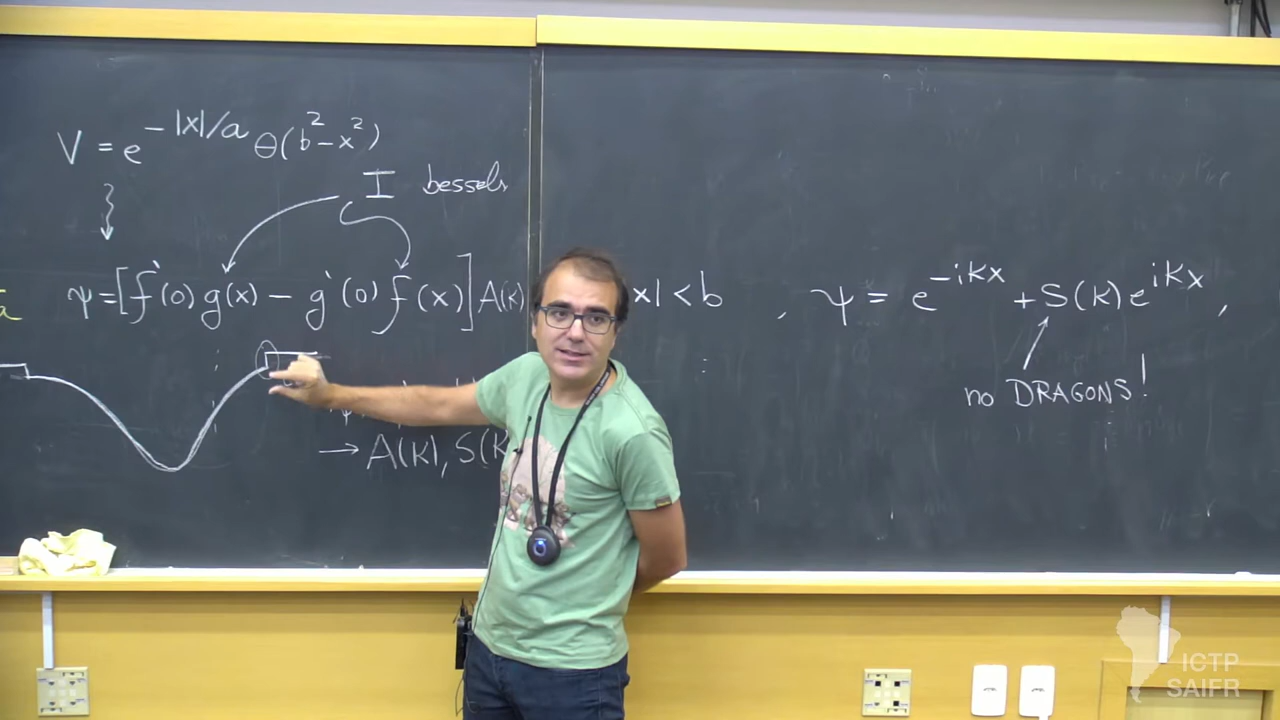 V = e^{-|x|/a} θ(b²-x²)
I bessels
ψ = [f'(0) g(x) - g'(0) f(x)] A(k) x| < b , ψ = e^{-ikx} + S(k) e^{ikx} ,
a
no DRAGONS!
ψ
→ A(k), S(k
ICTP
SAIFR